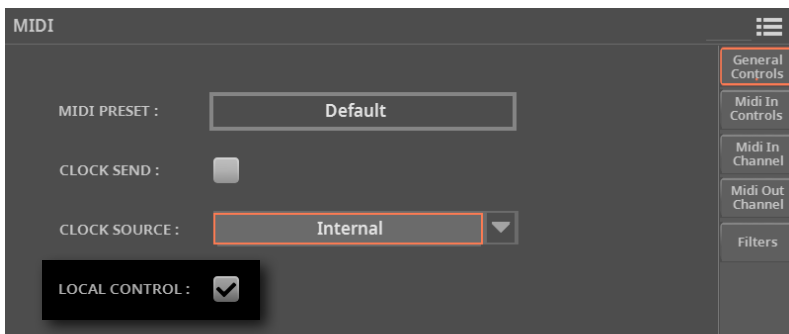 MIDI
General
Controls
MIDI PRESET :
Default
Midi In
Controls
CLOCK SEND :
Midi In
Channel
Midi Out
Channel
CLOCK SOURCE :
Internal
Filters
LOCAL CONTROL :